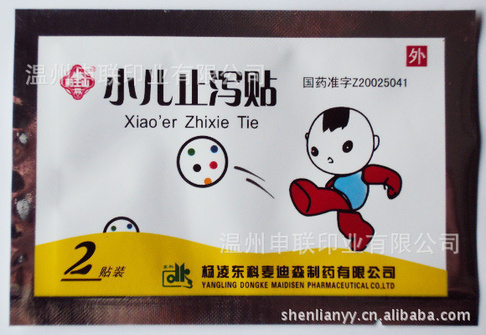 外
小儿止泻贴
国药准字Z20025041
Xiao'er Zhixie Tie
温州申联印业有限公司
温州申联印业有限公司
2贴装
杨凌东科麦迪森制药有限公司
YANGLING DONGKE MAIDISEN PHARMACEUTICAL CO.,LTD
shenlianyy.cn.alibaba.com